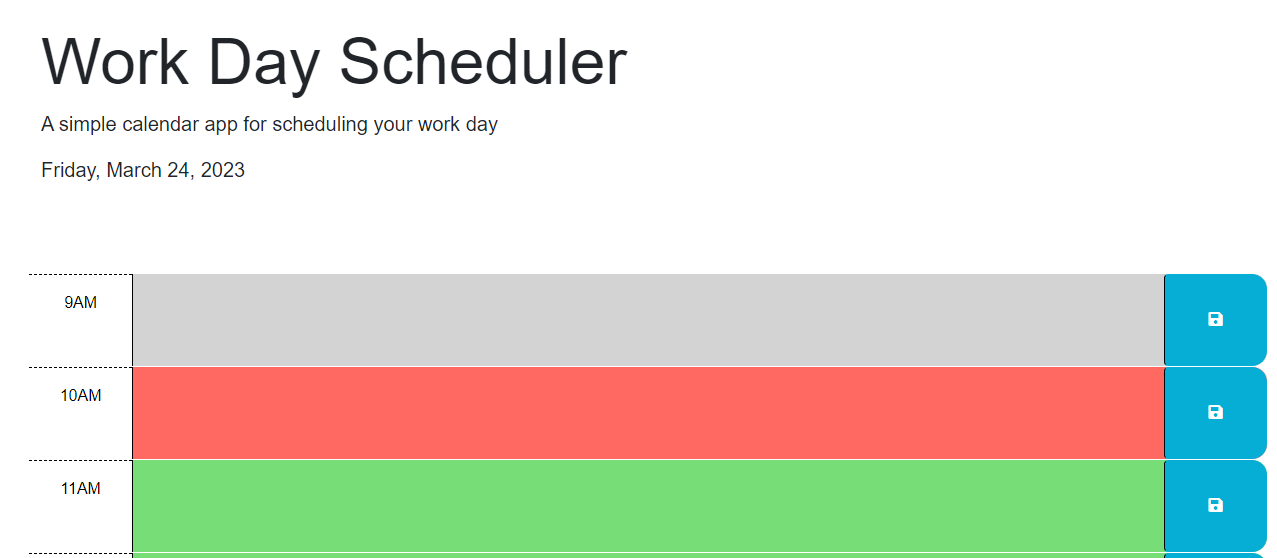 Work Day Scheduler
A simple calendar app for scheduling your work day
Friday, March 24, 2023
9AM
10AM
11AM